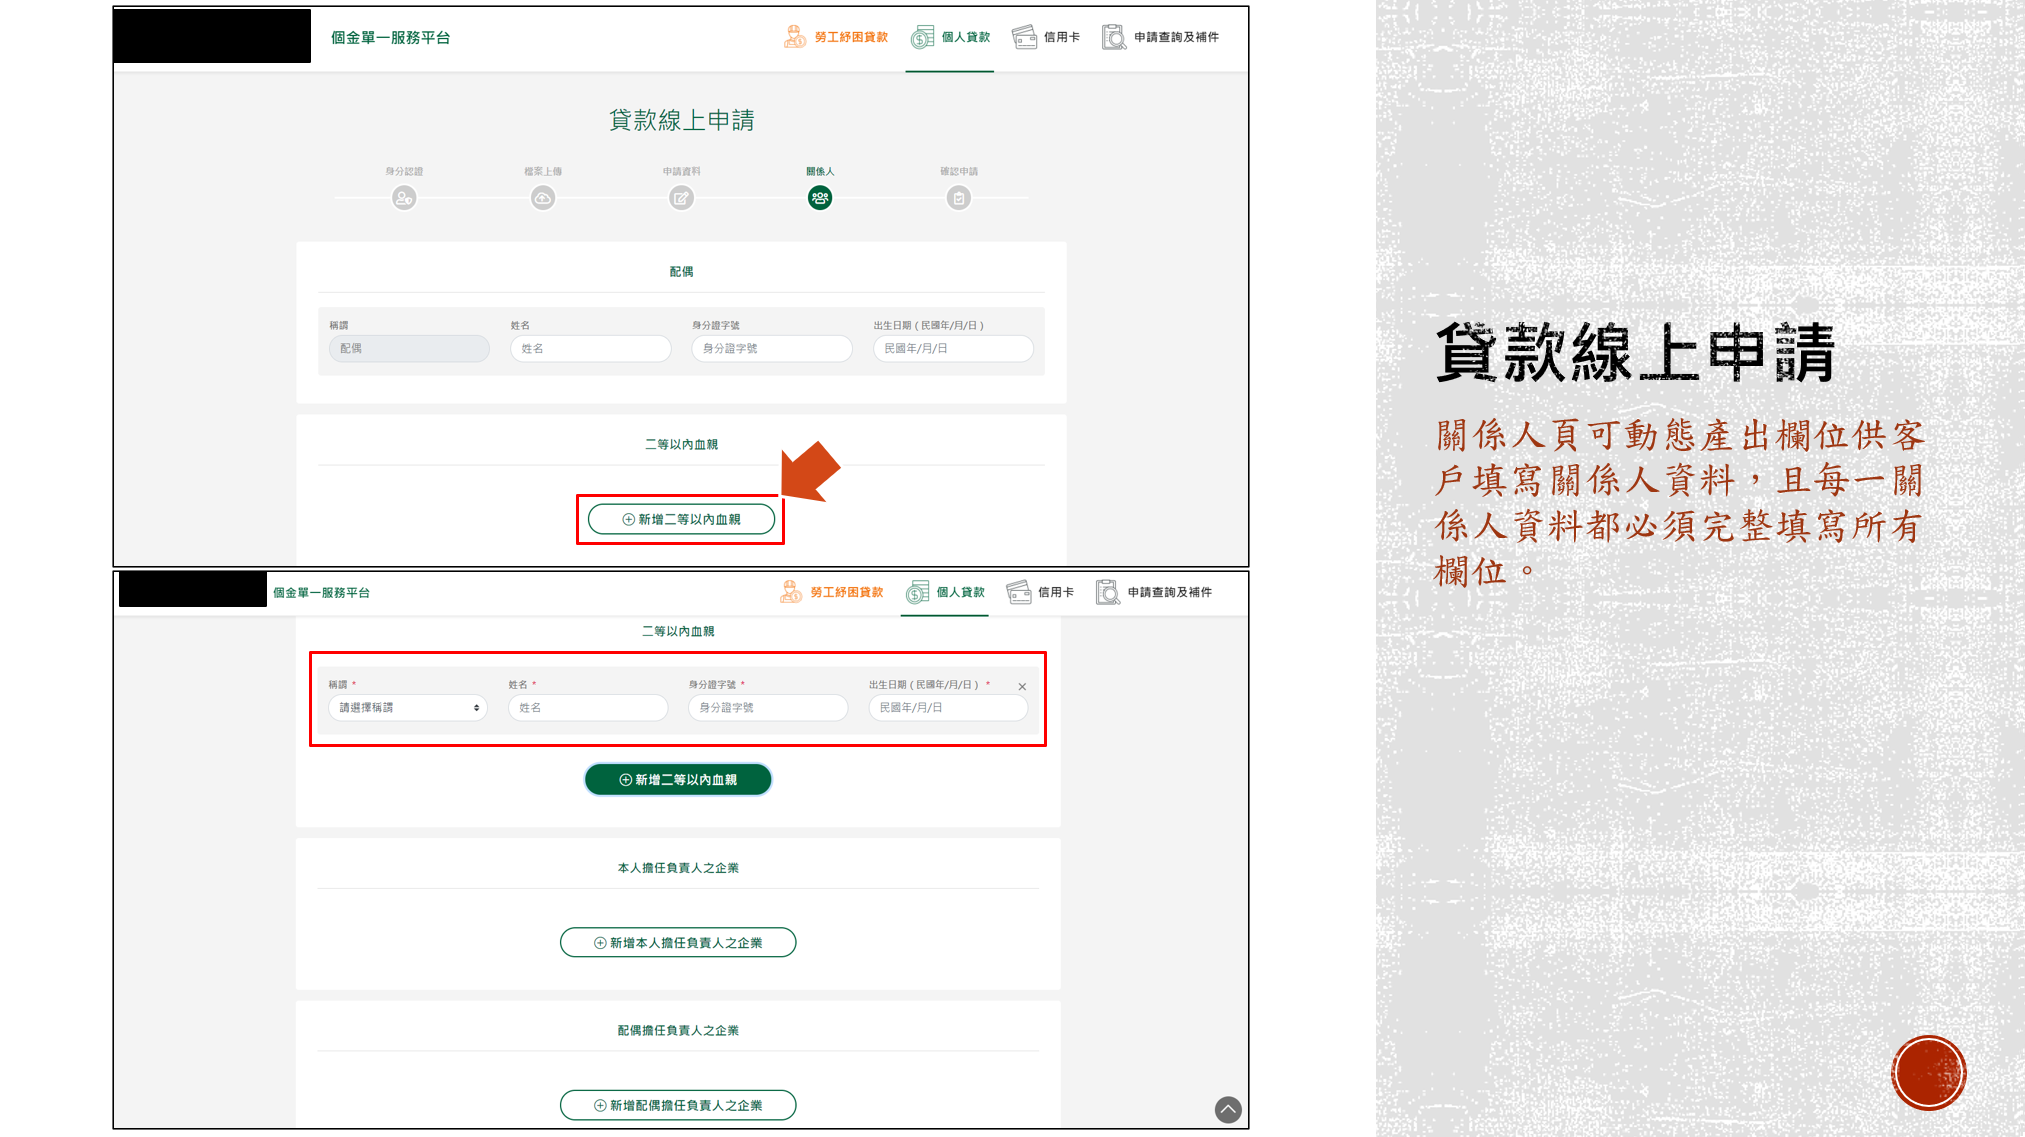 個金單一服務平台
勞工紓困貸款 個人貸款 信用卡 申請查詢及補件
貸款線上申請
身分認證 檔案上傳 申請資料 關係人 確認申請
配偶
稱謂 姓名 身分證字號 出生日期 ( 民國年/月/日 )
配偶 姓名 身分證字號 民國年/月/日
二等以內血親
新增二等以內血親
個金單一服務平台
勞工紓困貸款 個人貸款 信用卡 申請查詢及補件
二等以內血親
稱謂 * 姓名 * 身分證字號 * 出生日期 ( 民國年/月/日 ) * ×
請選擇稱謂 姓名 身分證字號 民國年/月/日
新增二等以內血親
本人擔任負責人之企業
新增本人擔任負責人之企業
配偶擔任負責人之企業
新增配偶擔任負責人之企業
貸款線上申請
關係人頁可動態產出欄位供客
戶填寫關係人資料，且每一關
係人資料都必須完整填寫所有
欄位。